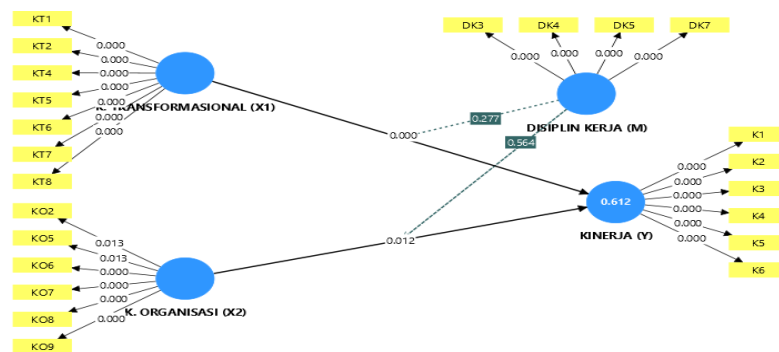 KT1
KT2
KT4
KT5
KT6
KT7
KT8
0.000
0.000
0.000
0.000
0.000
0.000
0.000
TRANSFORMASIONAL (X1)
DK3
DK4
DK5
DK7
0.000
0.000
0.000
0.000
DISIPLIN KERJA (M)
0.277
0.564
0.000
0.012
K1
K2
K3
K4
K5
K6
0.000
0.000
0.000
0.000
0.000
0.000
0.612
KINERJA (Y)
KO2
KO5
KO6
KO7
KO8
KO9
0.013
0.013
0.000
0.000
0.000
0.000
K. ORGANISASI (X2)